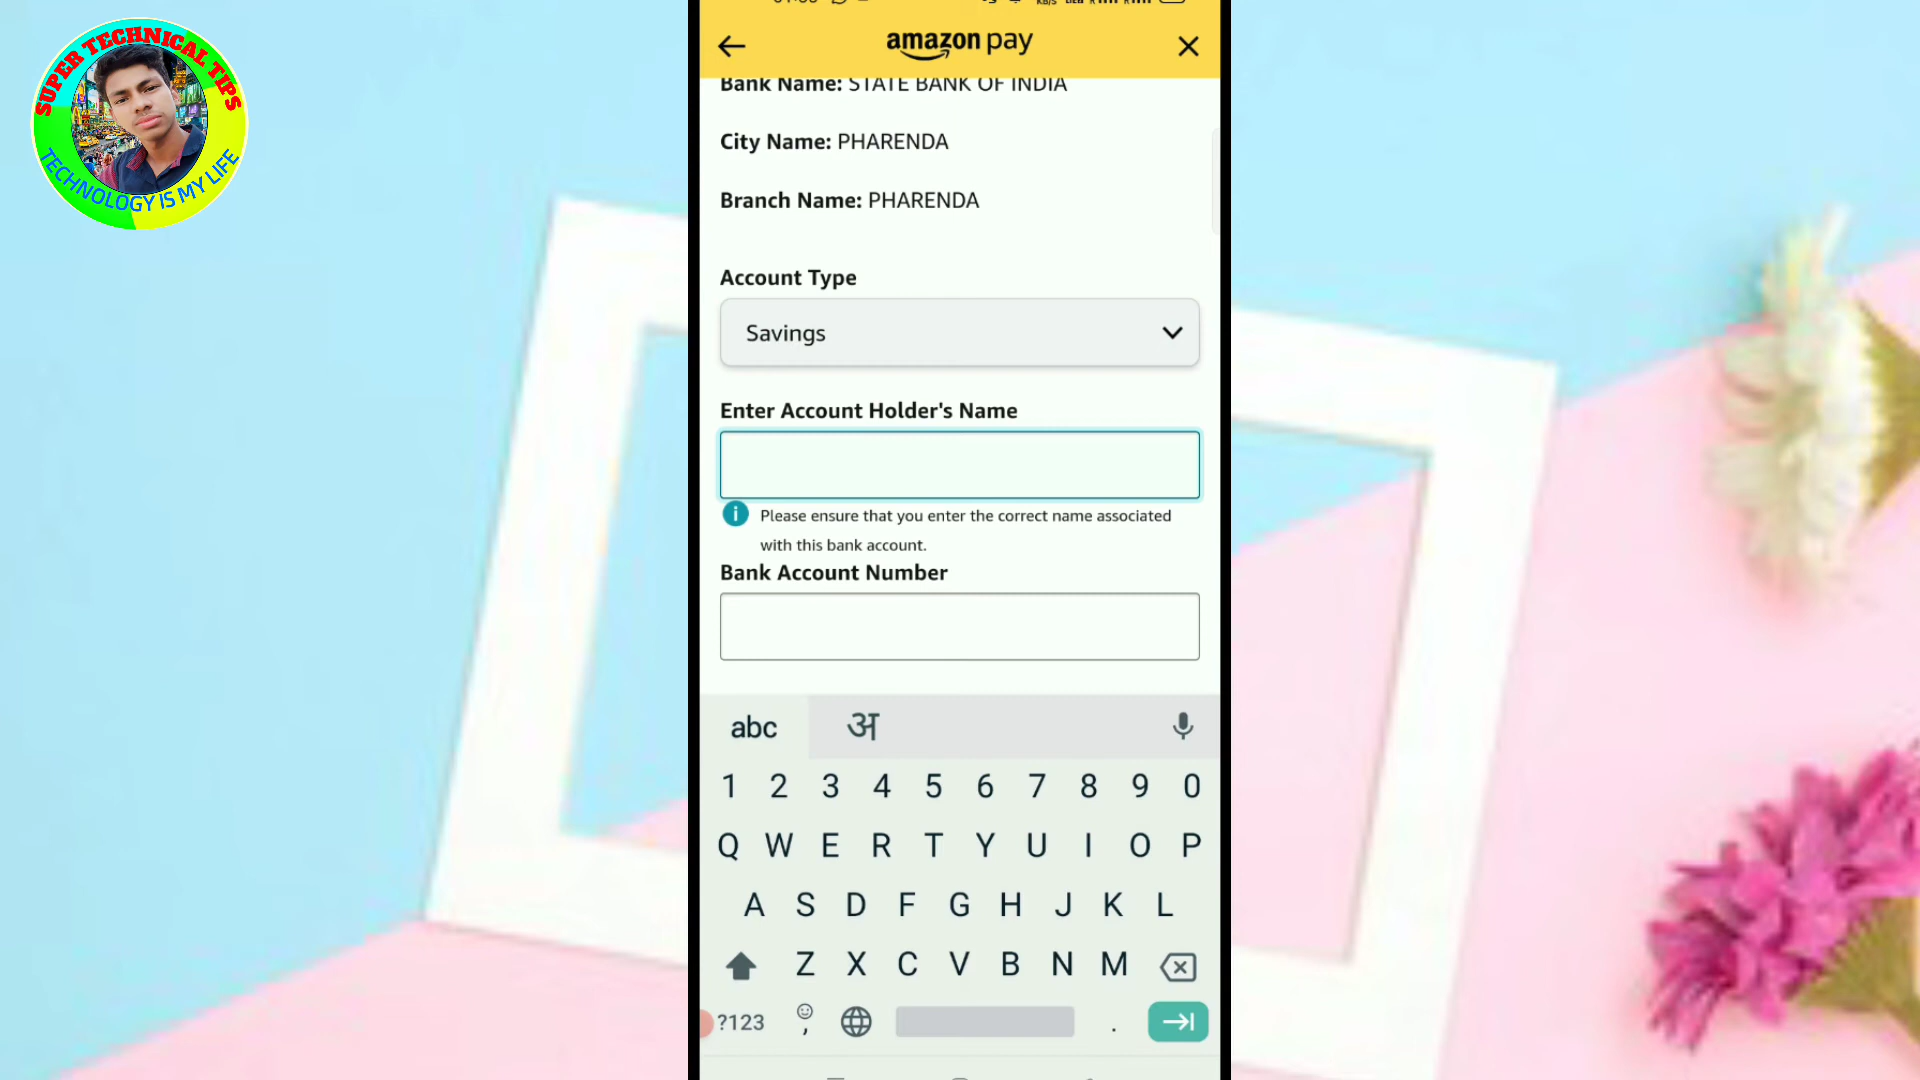 SUPER TECHNICAL TIPS
TECHNOLOGY IS MY LIFE
amazon pay
Bank Name: STATE BANK OF INDIA
City Name: PHARENDA
Branch Name: PHARENDA
Account Type
Savings
Enter Account Holder's Name
i Please ensure that you enter the correct name associated
with this bank account.
Bank Account Number
abc अ
1 2 3 4 5 6 7 8 9 0
Q W E R T Y U I O P
A S D F G H J K L
Z X C V B N M
?123 , .